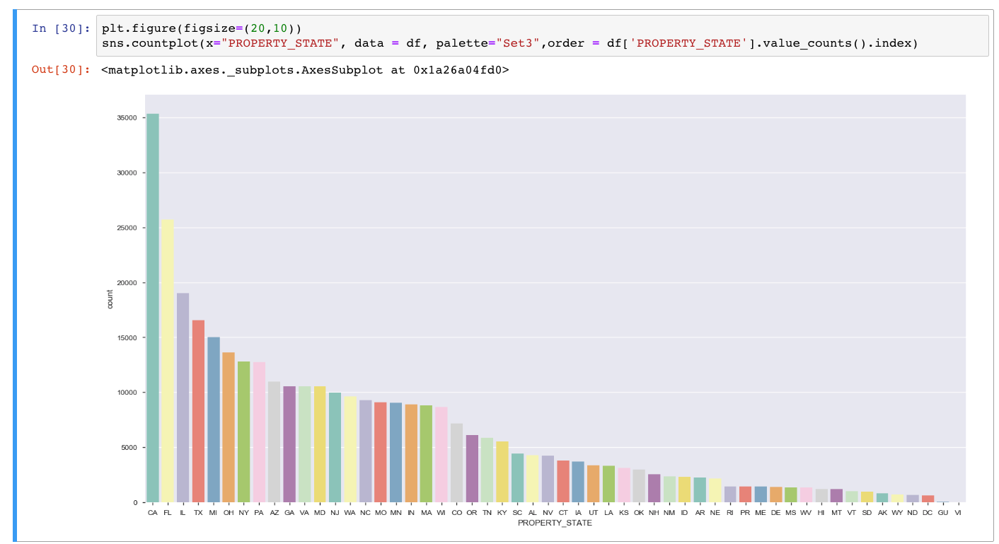 In [30]: plt.figure(figsize=(20,10))
sns.countplot(x="PROPERTY_STATE", data = df, palette="Set3",order = df['PROPERTY_STATE'].value_counts().index)
Out[30]: <matplotlib.axes._subplots.AxesSubplot at 0x1a26a04fd0>
35000
30000
25000
20000
15000
10000
5000
0
count
CA FL IL TX MI OH NY PA AZ GA VA MD NJ WA NC MO MN IN MA WI CO OR TN KY SC AL NV CT IA UT LA KS OK NH NM ID AR NE RI PR ME DE MS WV HI MT VT SD AK WY ND DC GU VI
PROPERTY_STATE